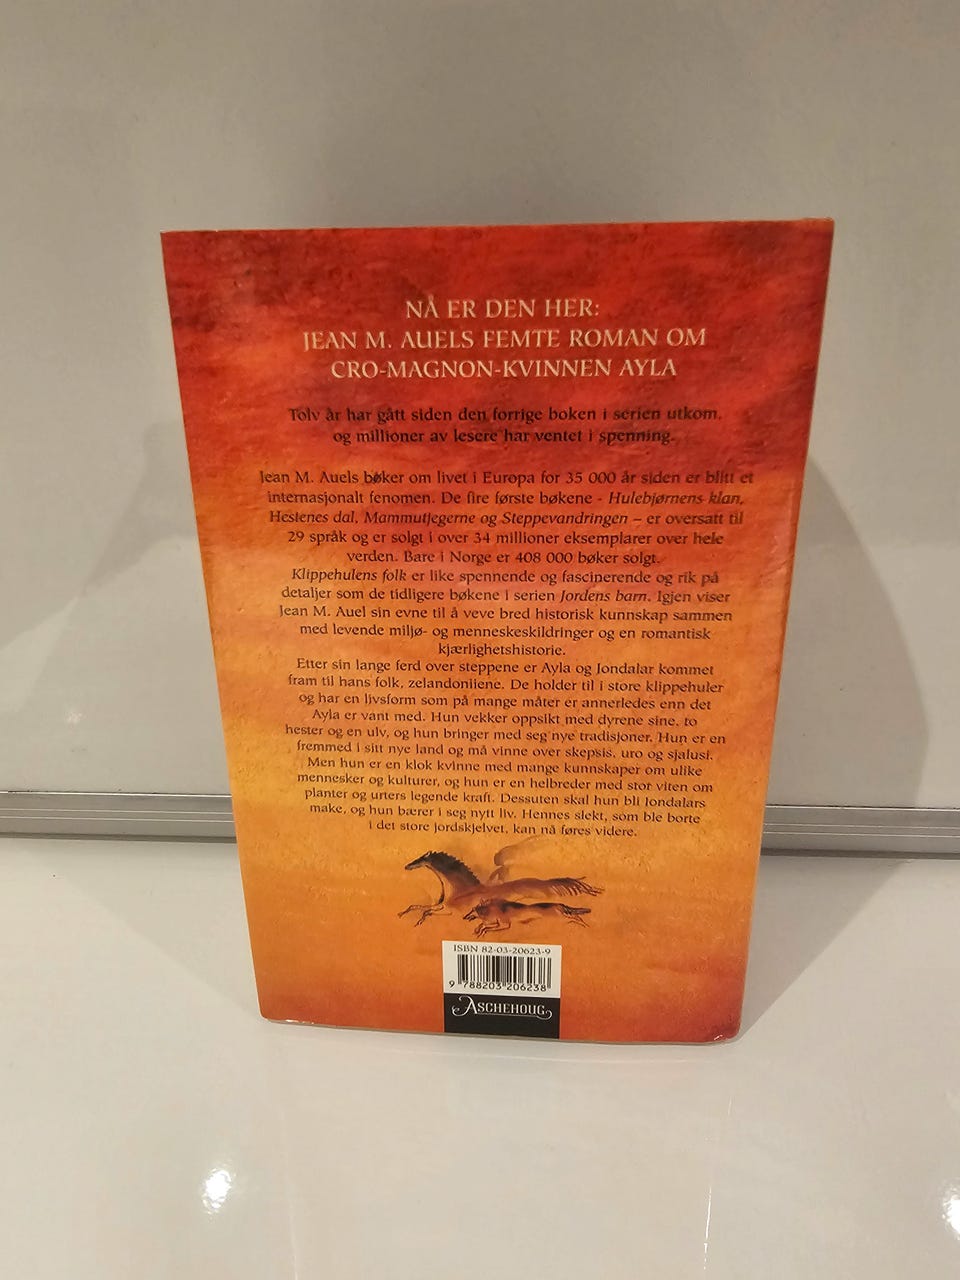 NÅ ER DEN HER:
JEAN M. AUELS FEMTE ROMAN OM
CRO-MAGNON-KVINNEN AYLA
Tolv år har gått siden den forrige boken i serien utkom,
og millioner av lesere har ventet i spenning.
Jean M. Auels bøker om livet i Europa for 35 000 år siden er blitt et
internasjonalt fenomen. De fire første bøkene - Hulebjørnens klan,
Hestenes dal, Mammutjegerne og Steppevandringen – er oversatt til
29 språk og er solgt i over 34 millioner eksemplarer over hele
verden. Bare i Norge er 408 000 bøker solgt.
Klippehulens folk er like spennende og fascinerende og rik på
detaljer som de tidligere bøkene i serien Jordens barn. Igjen viser
Jean M. Auel sin evne til å veve bred historisk kunnskap sammen
med levende miljø- og menneskeskildringer og en romantisk
kjærlighetshistorie.
Etter sin lange ferd over steppene er Ayla og Jondalar kommet
fram til hans folk, zelandoniiene. De holder til i store klippehuler
og har en livsform som på mange måter er annerledes enn det
Ayla er vant med. Hun vekker oppsikt med dyrene sine, to
hester og en ulv, og hun bringer med seg nye tradisjoner. Hun er en
fremmed i sitt nye land og må vinne over skepsis, uro og sjalusi.
Men hun er en klok kvinne med mange kunnskaper om ulike
mennesker og kulturer, og hun er en helbreder med stor viten om
planter og urters legende kraft. Dessuten skal hun bli Jondalars
make, og hun bærer i seg nytt liv. Hennes slekt, som ble borte
i det store jordskjelvet, kan nå føres videre.
ISBN 82-03-20623-9
9 788203 206238
ASCHEHOUG